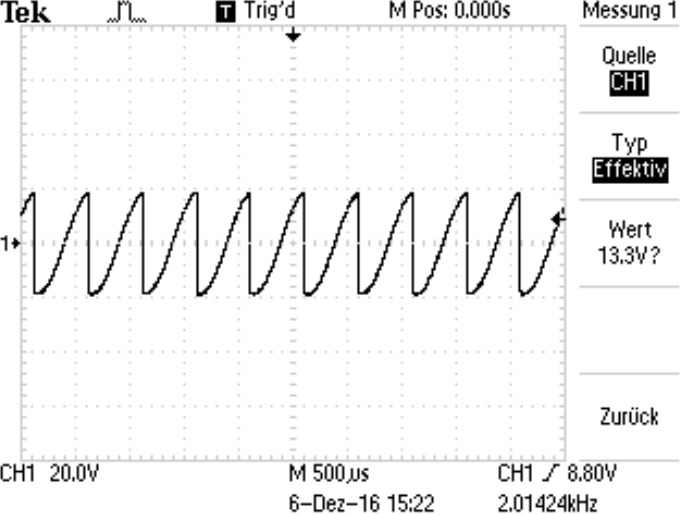 Tek T Trig'd M Pos: 0.000s Messung 1
Quelle
CH1
Typ
Effektiv
1
Wert
13.3V?
Zurück
CH1 20.0V M 500µs CH1 8.80V
6-Dez-16 15:22 2.01424kHz